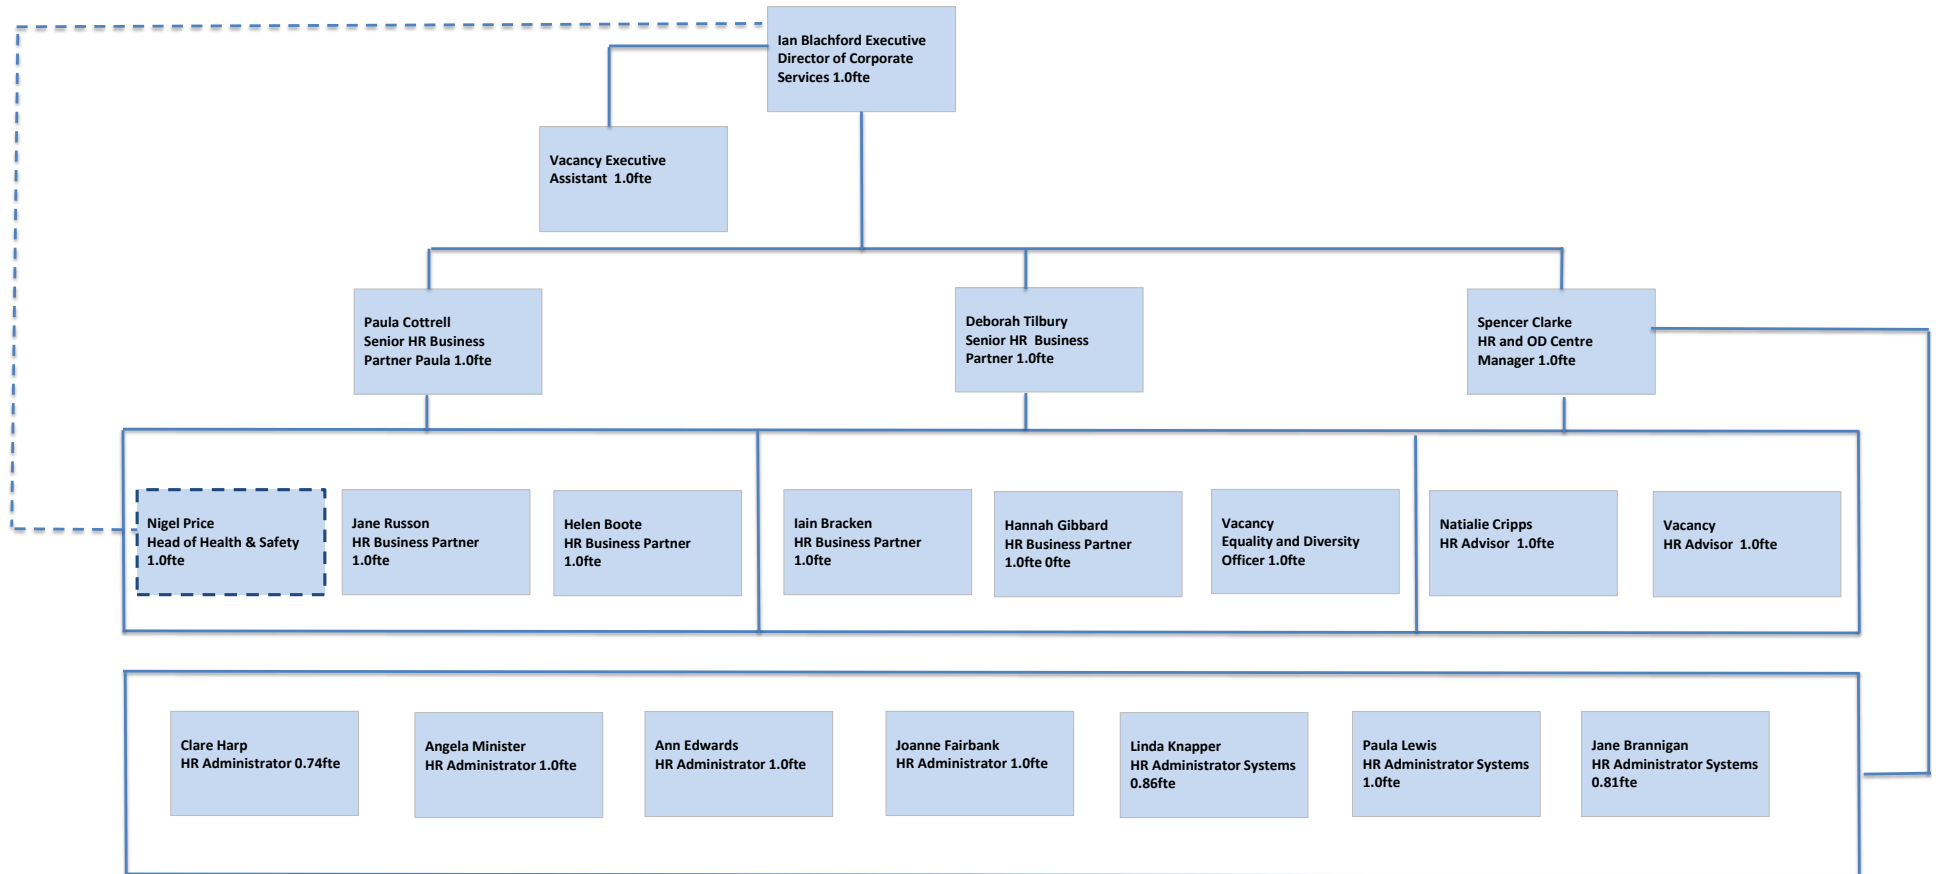 Ian Blachford Executive
Director of Corporate
Services 1.0fte
Vacancy Executive
Assistant  1.0fte
Paula Cottrell
Senior HR Business
Partner Paula 1.0fte
Deborah Tilbury
Senior HR  Business
Partner 1.0fte
Spencer Clarke
HR and OD Centre
Manager 1.0fte
Nigel Price
Head of Health & Safety
1.0fte
Jane Russon
HR Business Partner
1.0fte
Helen Boote
HR Business Partner
1.0fte
Iain Bracken
HR Business Partner
1.0fte
Hannah Gibbard
HR Business Partner
1.0fte 0fte
Vacancy
Equality and Diversity
Officer 1.0fte
Natialie Cripps
HR Advisor  1.0fte
Vacancy
HR Advisor  1.0fte
Clare Harp
HR Administrator 0.74fte
Angela Minister
HR Administrator 1.0fte
Ann Edwards
HR Administrator 1.0fte
Joanne Fairbank
HR Administrator 1.0fte
Linda Knapper
HR Administrator Systems
0.86fte
Paula Lewis
HR Administrator Systems
1.0fte
Jane Brannigan
HR Administrator Systems
0.81fte